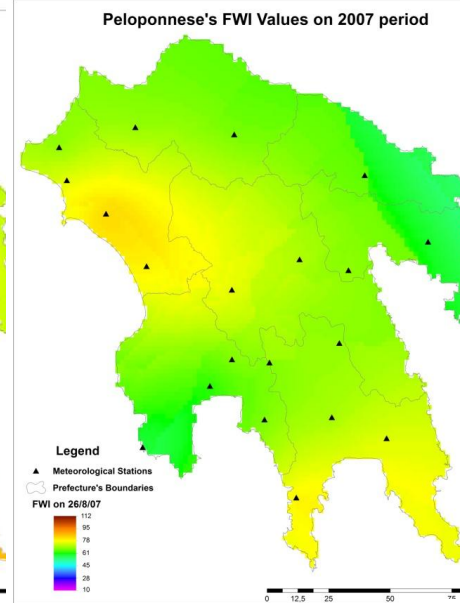 Peloponnese's FWI Values on 2007 period
Legend
Meteorological Stations
Prefecture's Boundaries
FWI on 26/8/07
112
95
78
61
45
28
10
0 12,5 25 50 75